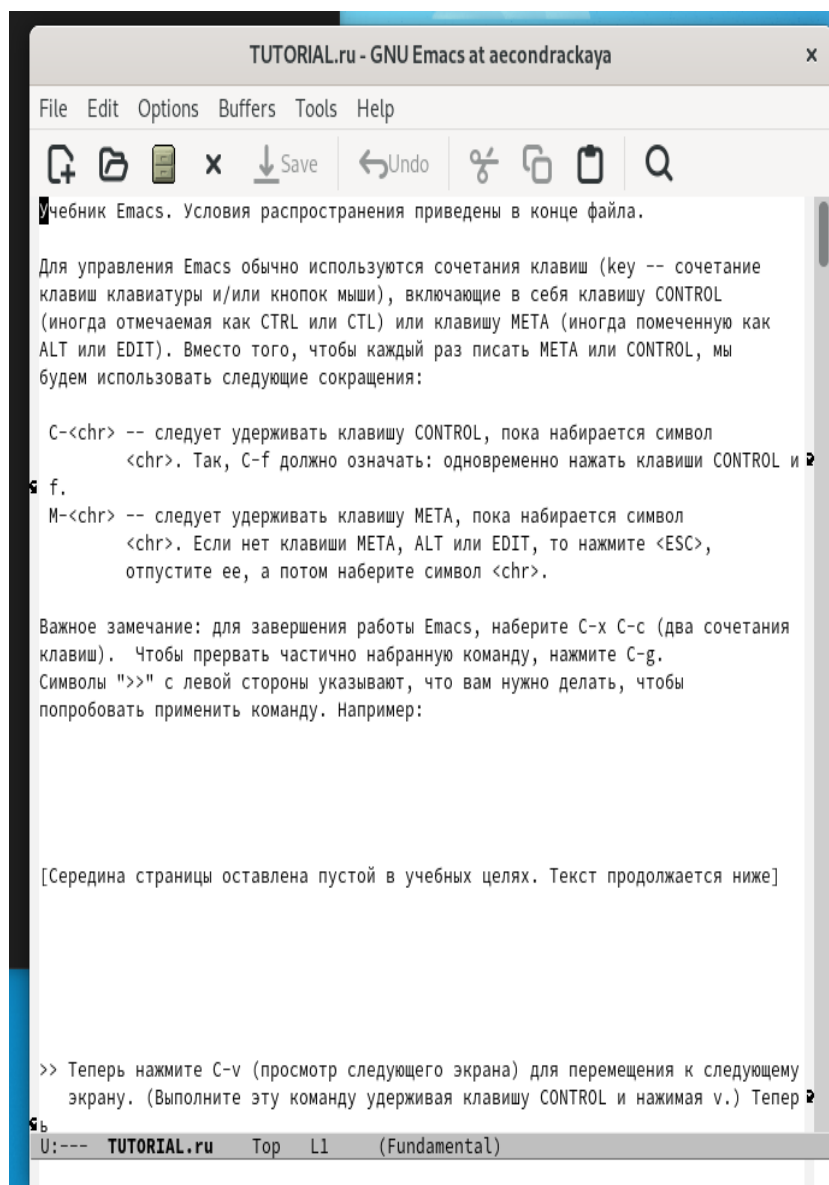 TUTORIAL.ru - GNU Emacs at aecondrackaya
File Edit Options Buffers Tools Help
Save Undo
Учебник Emacs. Условия распространения приведены в конце файла.
Для управления Emacs обычно используются сочетания клавиш (key -- сочетание
клавиш клавиатуры и/или кнопок мыши), включающие в себя клавишу CONTROL
(иногда отмечаемая как CTRL или CTL) или клавишу META (иногда помеченную как
ALT или EDIT). Вместо того, чтобы каждый раз писать META или CONTROL, мы
будем использовать следующие сокращения:
C-<chr> -- следует удерживать клавишу CONTROL, пока набирается символ
<chr>. Так, C-f должно означать: одновременно нажать клавиши CONTROL и
f.
M-<chr> -- следует удерживать клавишу META, пока набирается символ
<chr>. Если нет клавиши META, ALT или EDIT, то нажмите <ESC>,
отпустите ее, а потом наберите символ <chr>.
Важное замечание: для завершения работы Emacs, наберите C-x C-c (два сочетания
клавиш).  Чтобы прервать частично набранную команду, нажмите C-g.
Символы ">>" с левой стороны указывают, что вам нужно делать, чтобы
попробовать применить команду. Например:
[Середина страницы оставлена пустой в учебных целях. Текст продолжается ниже]
>> Теперь нажмите C-v (просмотр следующего экрана) для перемещения к следующему
экрану. (Выполните эту команду удерживая клавишу CONTROL и нажимая v.) Тепер
ь
U:--- TUTORIAL.ru Top L1 (Fundamental)